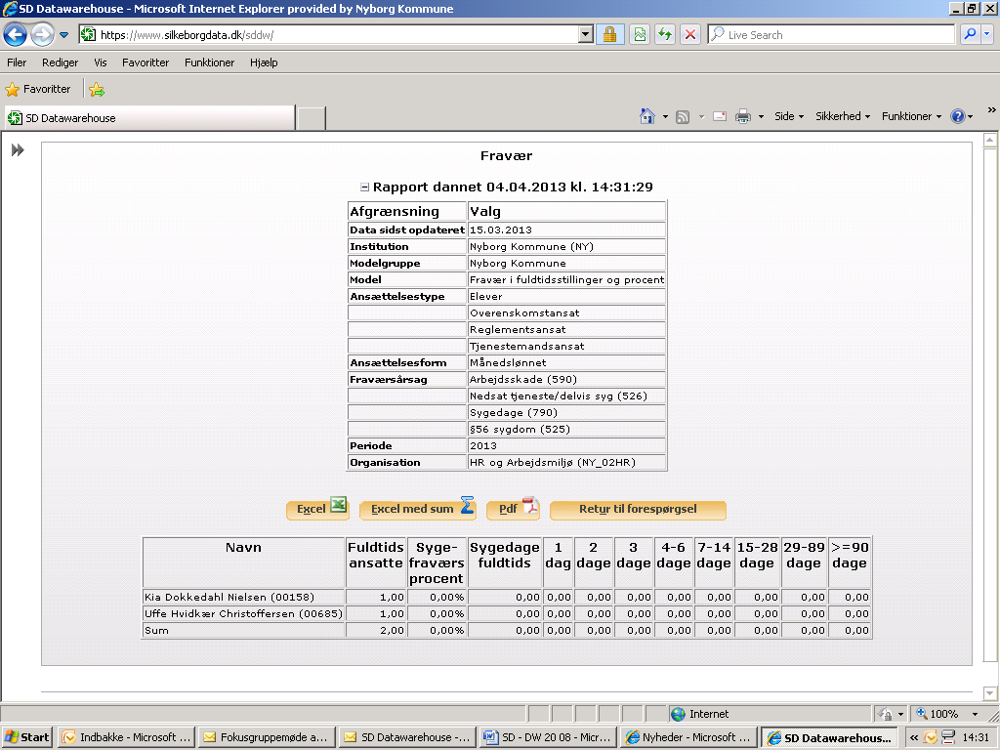 SD Datawarehouse - Microsoft Internet Explorer provided by Nyborg Kommune
https://www.silkeborgdata.dk/sddw/
Live Search
Filer Rediger Vis Favoritter Funktioner Hjælp
Favoritter
SD Datawarehouse
Side Sikkerhed Funktioner
Fravær
Rapport dannet 04.04.2013 kl. 14:31:29
Afgrænsning Valg
Data sidst opdateret 15.03.2013
Institution Nyborg Kommune (NY)
Modelgruppe Nyborg Kommune
Model Fravær i fuldtidsstillinger og procent
Ansættelsestype Elever
Overenskomstansat
Reglementsansat
Tjenestemandsansat
Ansættelsesform Månedslønnet
Fraværsårsag Arbejdsskade (590)
Nedsat tjeneste/delvis syg (526)
Sygedage (790)
§56 sygdom (525)
Periode 2013
Organisation HR og Arbejdsmiljø (NY_02HR)
Excel Excel med sum Pdf Retur til forespørgsel
Navn Fuldtids Syge- Sygedage 1 2 3 4-6 7-14 15-28 29-89 >=90
ansatte fraværs fuldtids dag dage dage dage dage dage dage dage
procent
Kia Dokkedahl Nielsen (00158) 1,00 0,00% 0,00 0,00 0,00 0,00 0,00 0,00 0,00 0,00 0,00
Uffe Hvidkær Christoffersen (00685) 1,00 0,00% 0,00 0,00 0,00 0,00 0,00 0,00 0,00 0,00 0,00
Sum 2,00 0,00% 0,00 0,00 0,00 0,00 0,00 0,00 0,00 0,00 0,00
Internet 100%
Start Indbakke - Microsoft ... Fokusgruppemøde a... SD Datawarehouse -... SD - DW 20 08 - Micr... Nyheder - Microsoft ... SD Datawarehous... 14:31